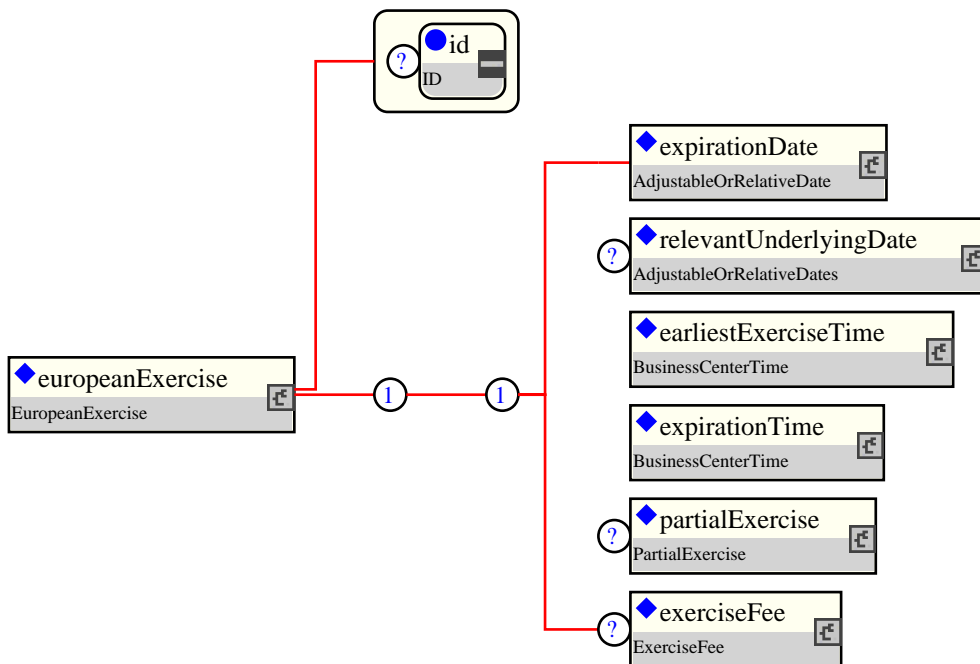 ? id
ID
expirationDate
AdjustableOrRelativeDate
? relevantUnderlyingDate
AdjustableOrRelativeDates
earliestExerciseTime
BusinessCenterTime
europeanExercise
EuropeanExercise
1 1
expirationTime
BusinessCenterTime
? partialExercise
PartialExercise
? exerciseFee
ExerciseFee